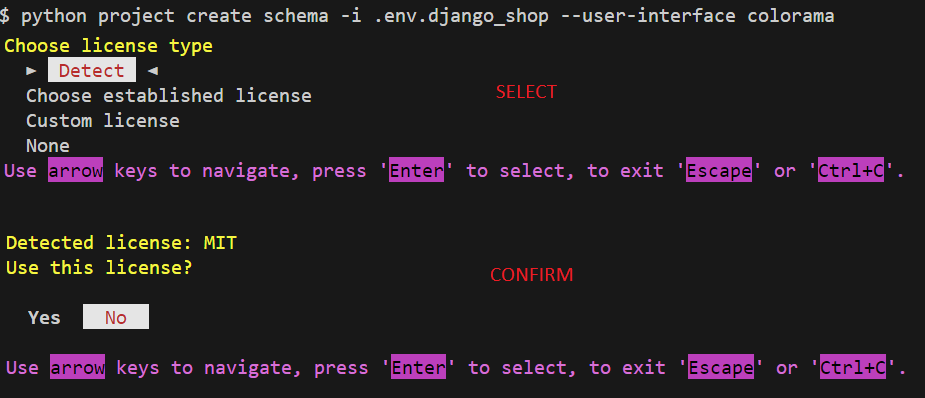 $ python project create schema -i .env.django_shop --user-interface colorama
Choose license type
► Detect ◄
Choose established license
SELECT
Custom license
None
Use arrow keys to navigate, press 'Enter' to select, to exit 'Escape' or 'Ctrl+C'.
Detected license: MIT
Use this license?
CONFIRM
Yes No
Use arrow keys to navigate, press 'Enter' to select, to exit 'Escape' or 'Ctrl+C'.